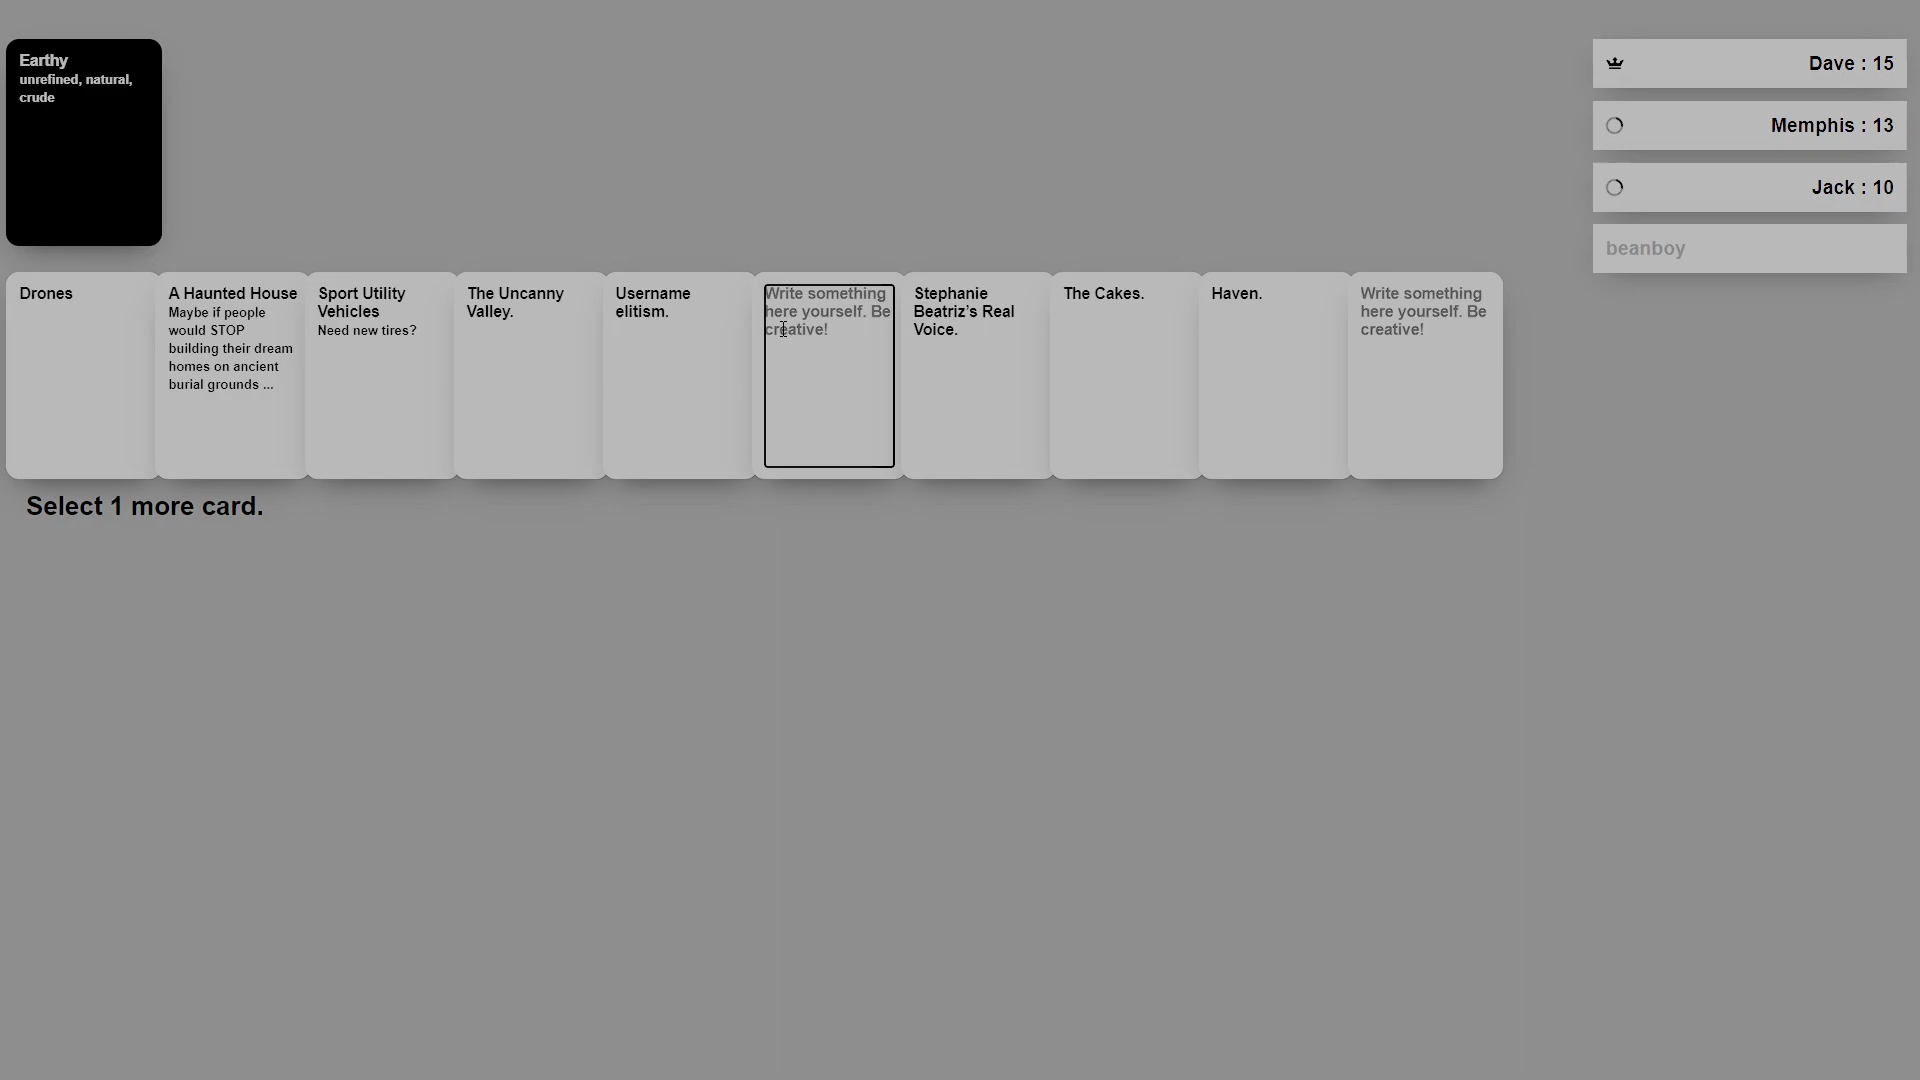 Earthy
unrefined, natural,
crude
Dave : 15
Memphis : 13
Jack : 10
beanboy
Drones
A Haunted House
Maybe if people
would STOP
building their dream
homes on ancient
burial grounds ...
Sport Utility
Vehicles
Need new tires?
The Uncanny
Valley.
Username
elitism.
Write something
here yourself. Be
creative!
Stephanie
Beatriz’s Real
Voice.
The Cakes.
Haven.
Write something
here yourself. Be
creative!
Select 1 more card.